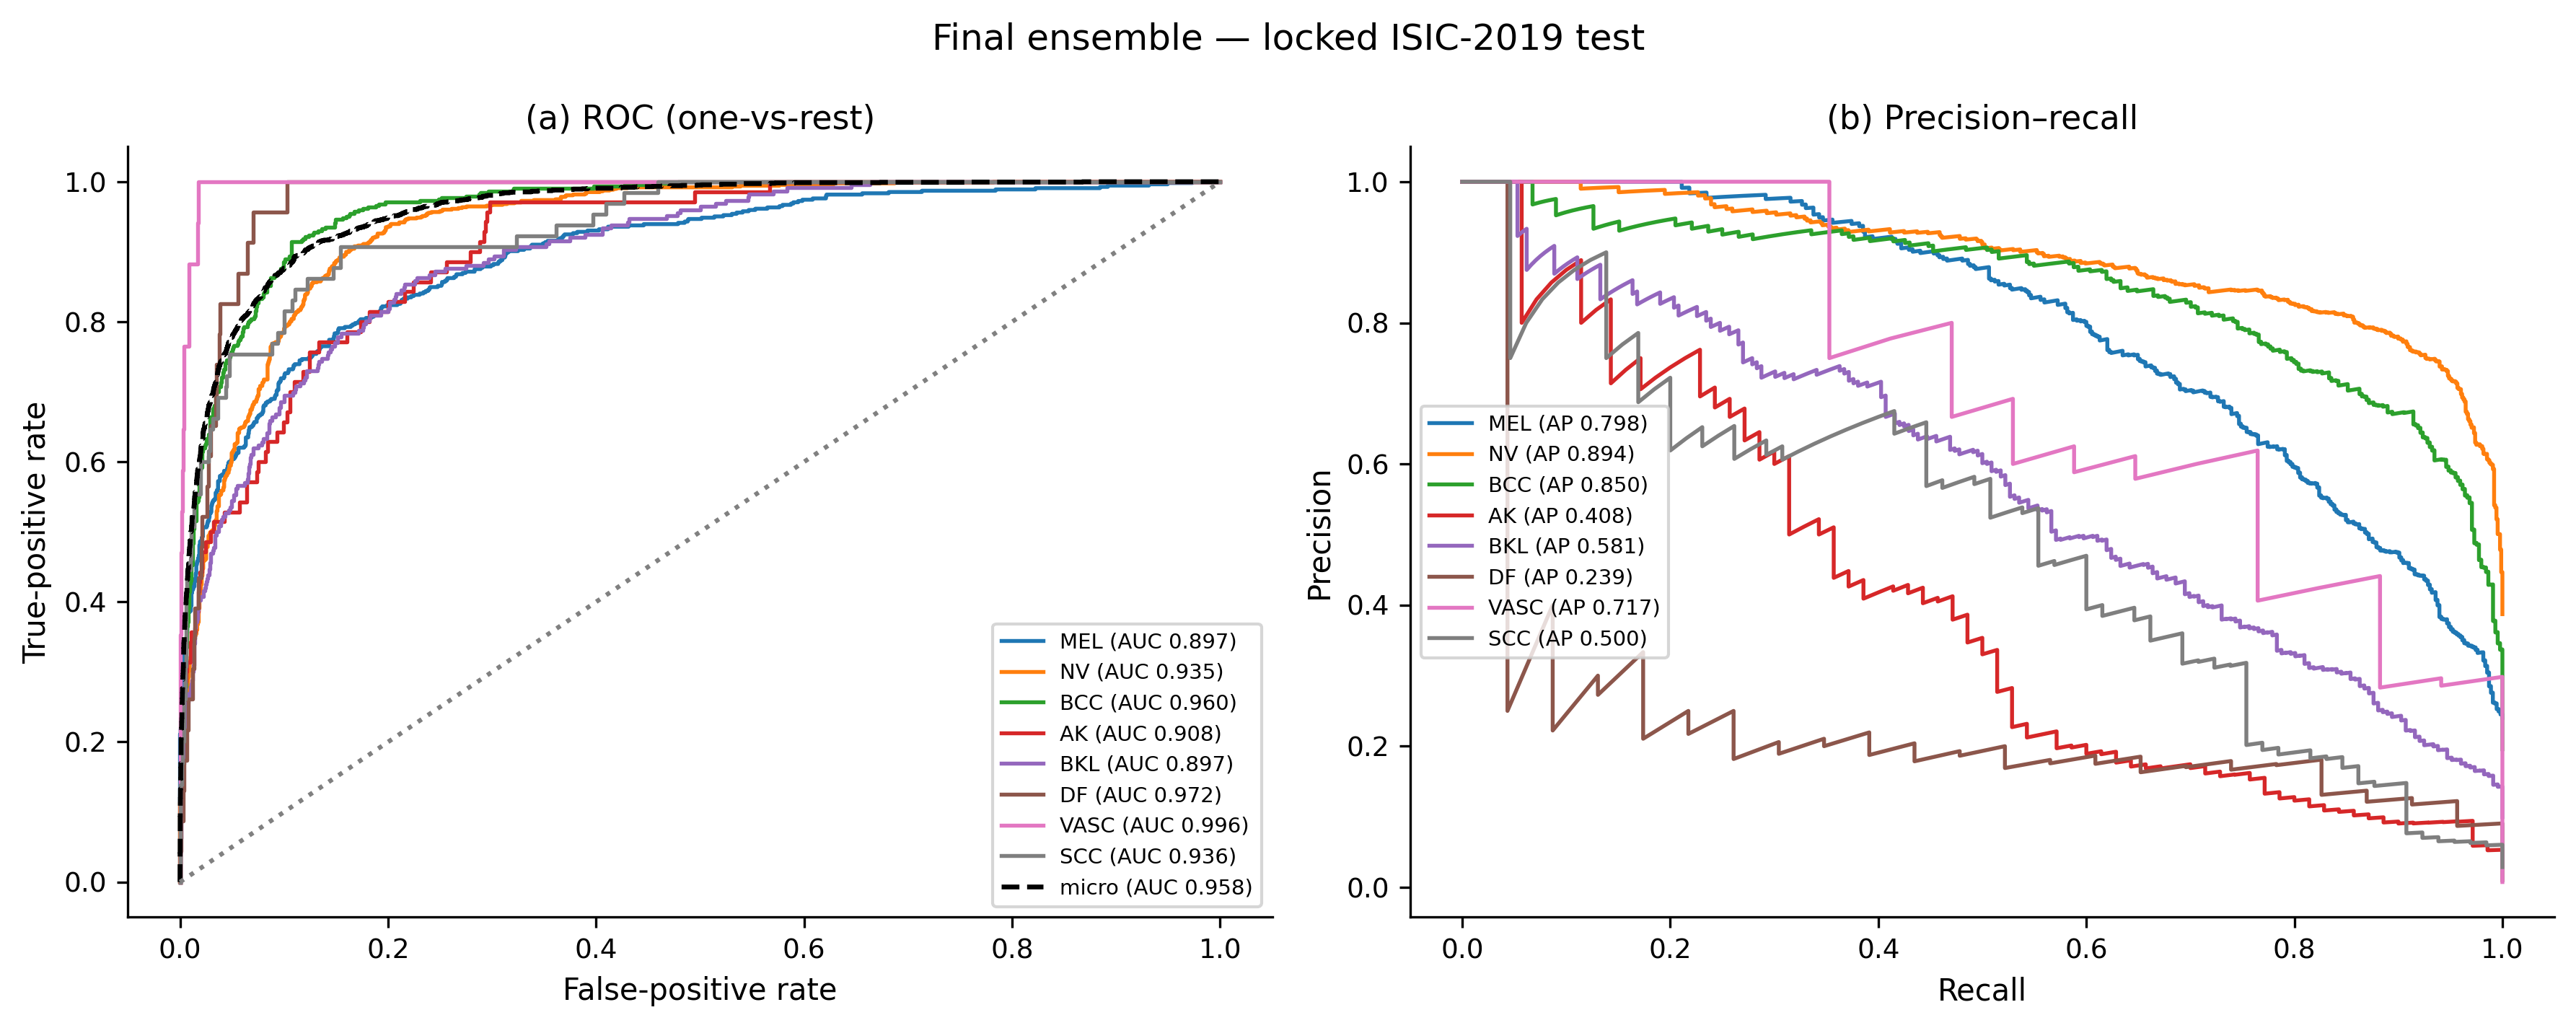 Final ensemble — locked ISIC-2019 test
(a) ROC (one-vs-rest)
True-positive rate
1.0
0.8
0.6
0.4
0.2
0.0
0.0 0.2 0.4 0.6 0.8 1.0
False-positive rate
MEL (AUC 0.897)
NV (AUC 0.935)
BCC (AUC 0.960)
AK (AUC 0.908)
BKL (AUC 0.897)
DF (AUC 0.972)
VASC (AUC 0.996)
SCC (AUC 0.936)
micro (AUC 0.958)
(b) Precision–recall
Precision
1.0
0.8
0.6
0.4
0.2
0.0
0.0 0.2 0.4 0.6 0.8 1.0
Recall
MEL (AP 0.798)
NV (AP 0.894)
BCC (AP 0.850)
AK (AP 0.408)
BKL (AP 0.581)
DF (AP 0.239)
VASC (AP 0.717)
SCC (AP 0.500)